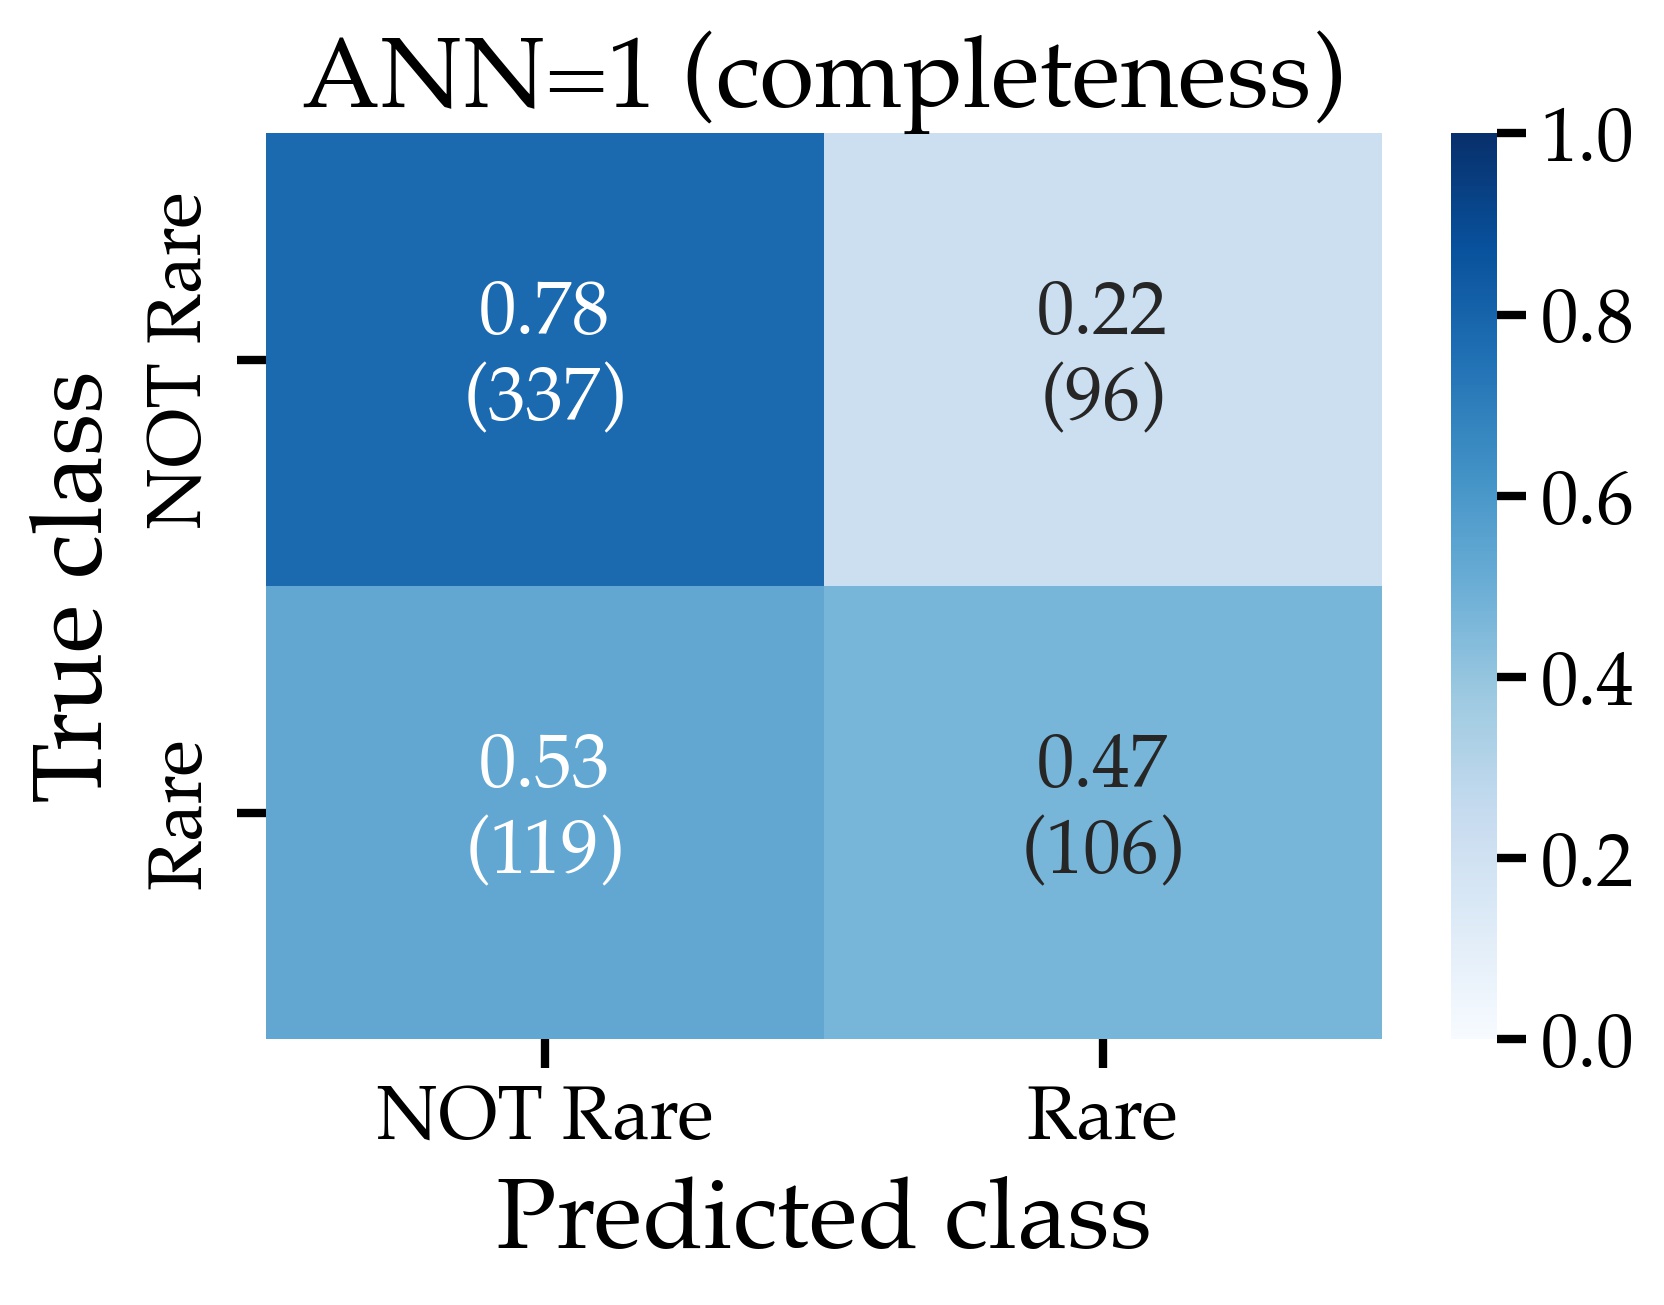 ANN=1 (completeness)
True class
NOT Rare
Rare
0.78
(337)
0.22
(96)
0.53
(119)
0.47
(106)
NOT Rare
Rare
Predicted class
1.0
0.8
0.6
0.4
0.2
0.0